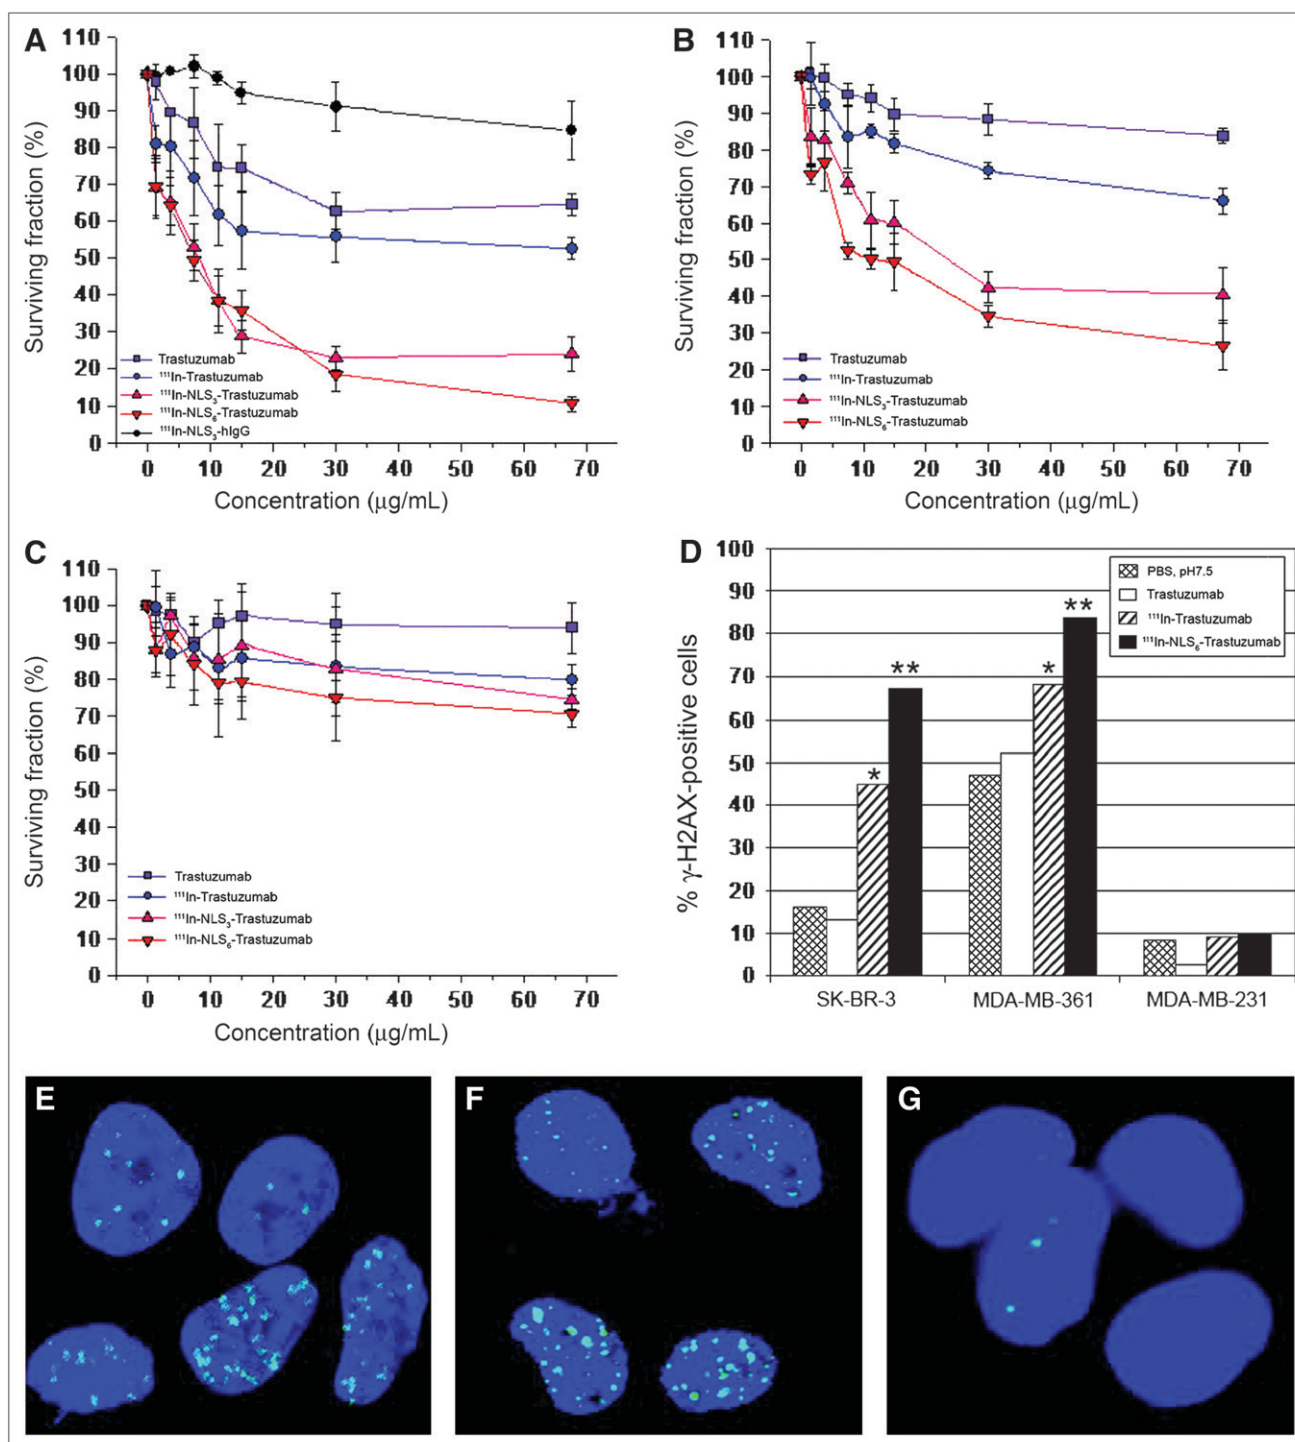 A
110
100
90
80
70
60
50
40
30
20
10
0
Surviving fraction (%)
Trastuzumab
¹¹¹In-Trastuzumab
¹¹¹In-NLS₃-Trastuzumab
¹¹¹In-NLS₆-Trastuzumab
¹¹¹In-NLS₃-hIgG
0 10 20 30 40 50 60 70
Concentration (μg/mL)
B
110
100
90
80
70
60
50
40
30
20
10
0
Surviving fraction (%)
Trastuzumab
¹¹¹In-Trastuzumab
¹¹¹In-NLS₃-Trastuzumab
¹¹¹In-NLS₆-Trastuzumab
0 10 20 30 40 50 60 70
Concentration (μg/mL)
C
110
100
90
80
70
60
50
40
30
20
10
0
Surviving fraction (%)
Trastuzumab
¹¹¹In-Trastuzumab
¹¹¹In-NLS₃-Trastuzumab
¹¹¹In-NLS₆-Trastuzumab
0 10 20 30 40 50 60 70
Concentration (μg/mL)
D
100
90
80
70
60
50
40
30
20
10
0
% γ-H2AX-positive cells
PBS, pH7.5
Trastuzumab
¹¹¹In-Trastuzumab
¹¹¹In-NLS₆-Trastuzumab
* ** * **
SK-BR-3 MDA-MB-361 MDA-MB-231
E
F
G